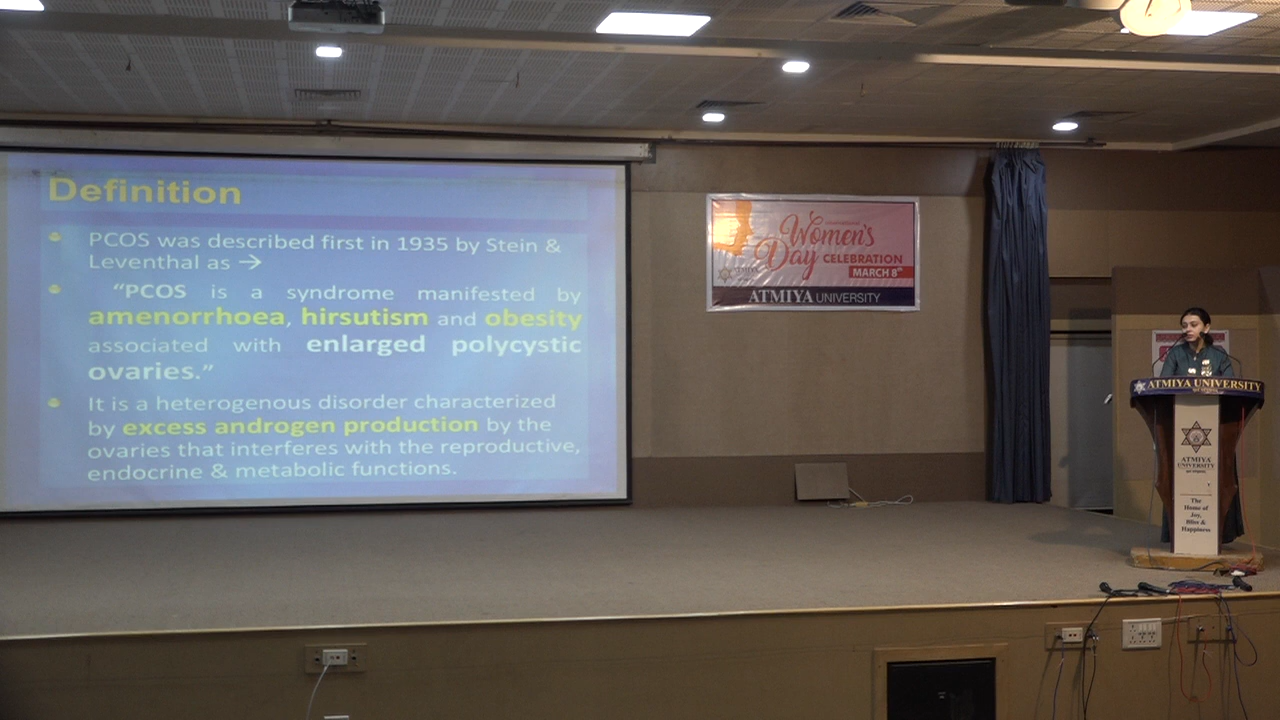 Definition
PCOS was described first in 1935 by Stein &
Leventhal as →
“PCOS is a syndrome manifested by
amenorrhoea, hirsutism and obesity
associated with enlarged polycystic
ovaries.”
It is a heterogenous disorder characterized
by excess androgen production by the
ovaries that interferes with the reproductive,
endocrine & metabolic functions.
International
Women's
Day CELEBRATION
MARCH 8th
ATMIYA UNIVERSITY
ATMIYA UNIVERSITY
ATMIYA
UNIVERSITY
The
Home of
Joy,
Bliss &
Happiness